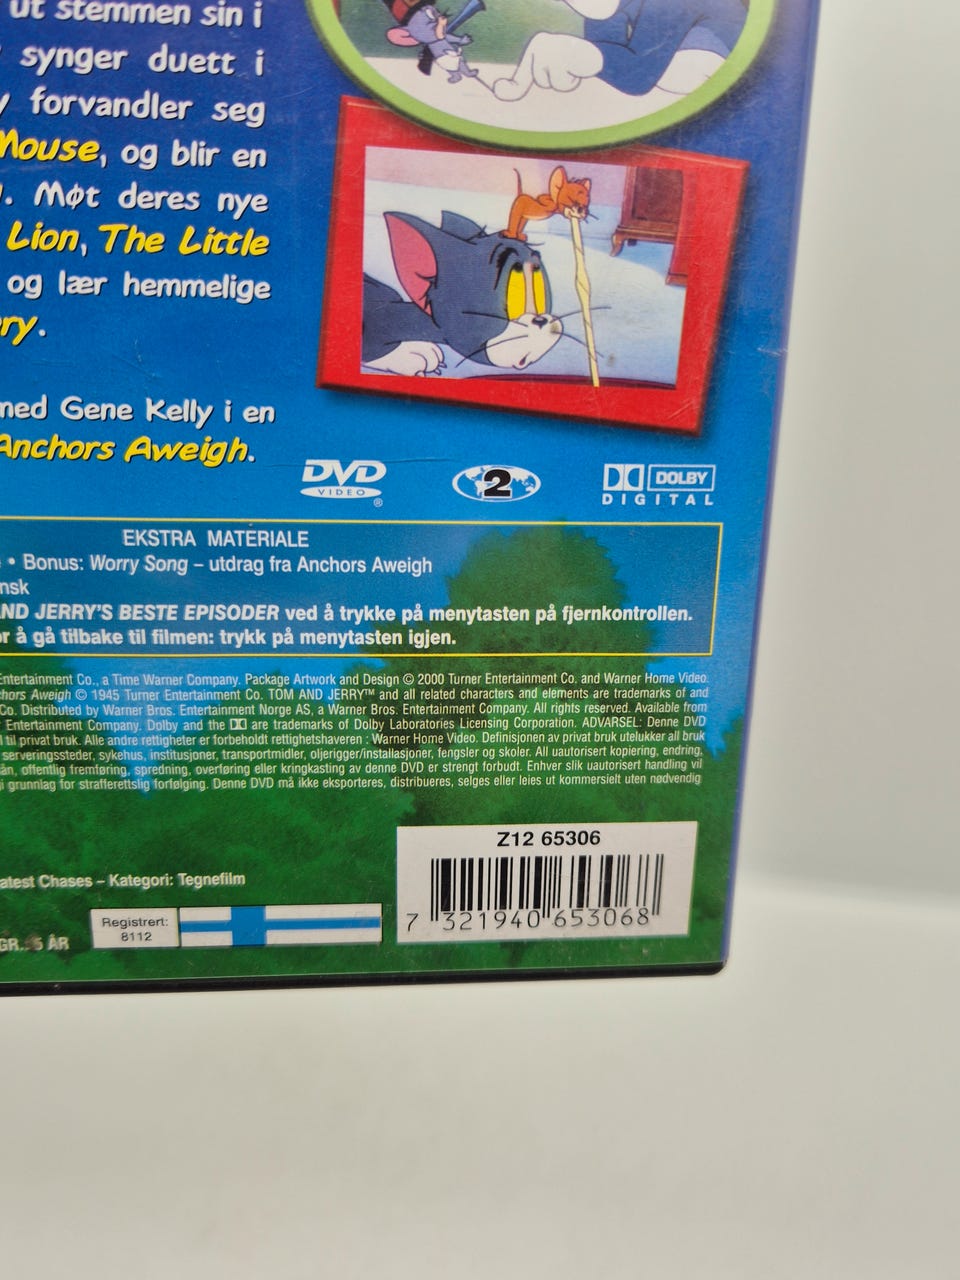 ut stemmen sin i
synger duett i
forvandler seg
Mouse, og blir en
. Møt deres nye
Lion, The Little
og lær hemmelige
ry.
med Gene Kelly i en
Anchors Aweigh.
DVD
VIDEO
®
2
DOLBY
DIGITAL
EKSTRA MATERIALE
• Bonus: Worry Song – utdrag fra Anchors Aweigh
nsk
ND JERRY'S BESTE EPISODER ved å trykke på menytasten på fjernkontrollen.
r å gå tilbake til filmen: trykk på menytasten igjen.
Entertainment Co., a Time Warner Company. Package Artwork and Design © 2000 Turner Entertainment Co. and Warner Home Video.
hors Aweigh © 1945 Turner Entertainment Co. TOM AND JERRY™ and all related characters and elements are trademarks of and
Co. Distributed by Warner Bros. Entertainment Norge AS, a Warner Bros. Entertainment Company. All rights reserved. Available from
Entertainment Company. Dolby and the are trademarks of Dolby Laboratories Licensing Corporation. ADVARSEL: Denne DVD
l til privat bruk. Alle andre rettigheter er forbeholdt rettighetshaver'en : Warner Home Video. Definisjonen av privat bruk utelukker all bruk
serveringssteder, sykehus, institusjoner, transportmidler, oljerigger/installasjoner, fengsler og skoler. All uautorisert kopiering, endring,
ån, offentlig fremføring, spredning, overføring eller kringkasting av denne DVD er strengt forbudt. Enhver slik uautorisert handling vil
i grunnlag for strafferettslig forfølging. Denne DVD må ikke eksporteres, distribueres, selges eller leies ut kommersielt uten nødvendig
Z12 65306
7 321940 653068
atest Chases – Kategori: Tegnefilm
Registrert:
8112
GR.: 5 ÅR